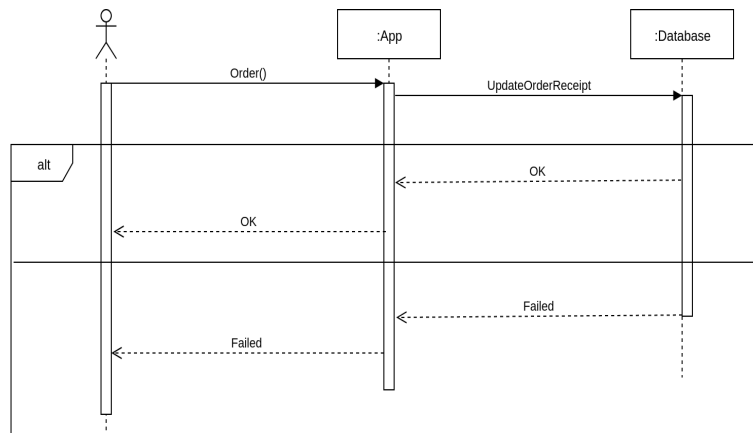 :App
:Database
Order()
UpdateOrderReceipt
alt
OK
OK
Failed
Failed